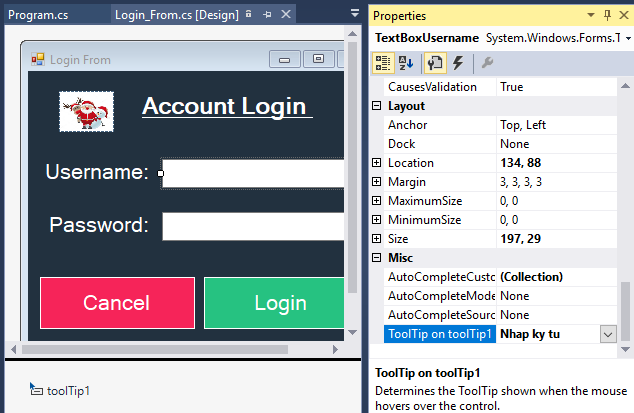 Program.cs
Login_From.cs [Design]
Login From
Account Login
Username:
Password:
Cancel
Login
toolTip1
Properties
TextBoxUsername System.Windows.Forms.T
CausesValidation True
Layout
Anchor Top, Left
Dock None
Location 134, 88
Margin 3, 3, 3, 3
MaximumSize 0, 0
MinimumSize 0, 0
Size 197, 29
Misc
AutoCompleteCustc (Collection)
AutoCompleteMode None
AutoCompleteSourc None
ToolTip on toolTip1 Nhap ky tu
ToolTip on toolTip1
Determines the ToolTip shown when the mouse
hovers over the control.